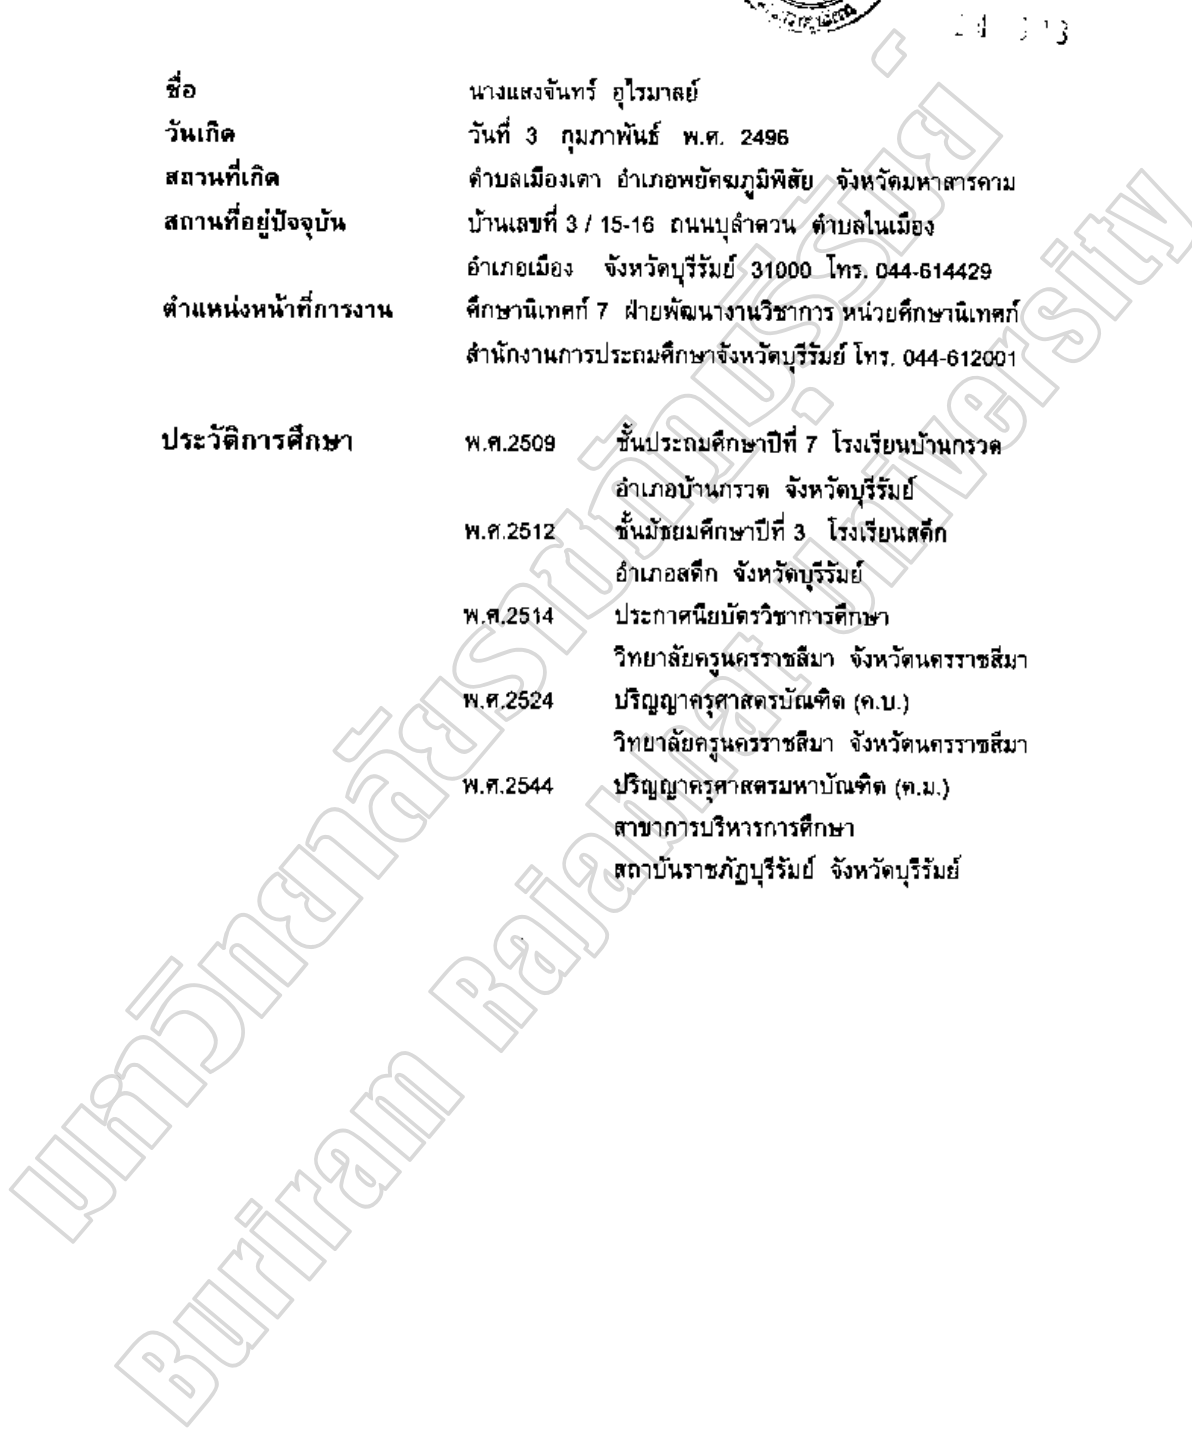 ชื่อ นางแสงจันทร์ อุไรมาลย์
วันเกิด วันที่ 3 กุมภาพันธ์ พ.ศ. 2496
สถานที่เกิด ตำบลเมืองเตา อำเภอพยัคฆภูมิพิสัย จังหวัดมหาสารคาม
สถานที่อยู่ปัจจุบัน บ้านเลขที่ 3 / 15-16 ถนนบุลำดวน ตำบลในเมือง
อำเภอเมือง จังหวัดบุรีรัมย์ 31000 โทร. 044-614429
ตำแหน่งหน้าที่การงาน ศึกษานิเทศก์ 7 ฝ่ายพัฒนางานวิชาการ หน่วยศึกษานิเทศก์
สำนักงานการประถมศึกษาจังหวัดบุรีรัมย์ โทร. 044-612001
ประวัติการศึกษา พ.ศ.2509 ชั้นประถมศึกษาปีที่ 7 โรงเรียนบ้านกรวด
อำเภอบ้านกรวด จังหวัดบุรีรัมย์
พ.ศ.2512 ชั้นมัธยมศึกษาปีที่ 3 โรงเรียนสตึก
อำเภอสตึก จังหวัดบุรีรัมย์
พ.ศ.2514 ประกาศนียบัตรวิชาการศึกษา
วิทยาลัยครูนครราชสีมา จังหวัดนครราชสีมา
พ.ศ.2524 ปริญญาครุศาสตรบัณฑิต (ค.บ.)
วิทยาลัยครูนครราชสีมา จังหวัดนครราชสีมา
พ.ศ.2544 ปริญญาครุศาสตรมหาบัณฑิต (ค.ม.)
สาขาการบริหารการศึกษา
สถาบันราชภัฏบุรีรัมย์ จังหวัดบุรีรัมย์
มหาวิทยาลัยราชภัฏบุรีรัมย์
Buriram Rajabhat University